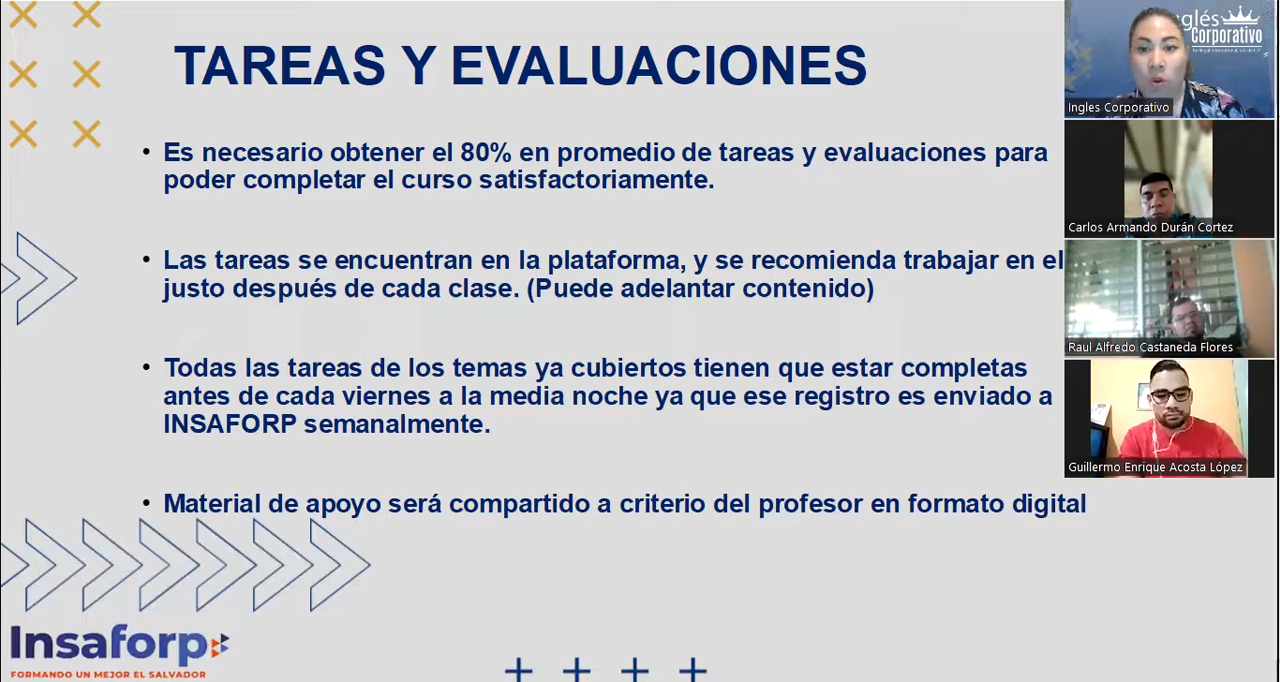 TAREAS Y EVALUACIONES
• Es necesario obtener el 80% en promedio de tareas y evaluaciones para
poder completar el curso satisfactoriamente.
• Las tareas se encuentran en la plataforma, y se recomienda trabajar en el
justo después de cada clase. (Puede adelantar contenido)
• Todas las tareas de los temas ya cubiertos tienen que estar completas
antes de cada viernes a la media noche ya que ese registro es enviado a
INSAFORP semanalmente.
• Material de apoyo será compartido a criterio del profesor en formato digital
Insaforp
FORMANDO UN MEJOR EL SALVADOR
glés
Corporativo
Ingles Corporativo
Carlos Armando Durán Cortez
Raul Alfredo Castaneda Flores
Guillermo Enrique Acosta López